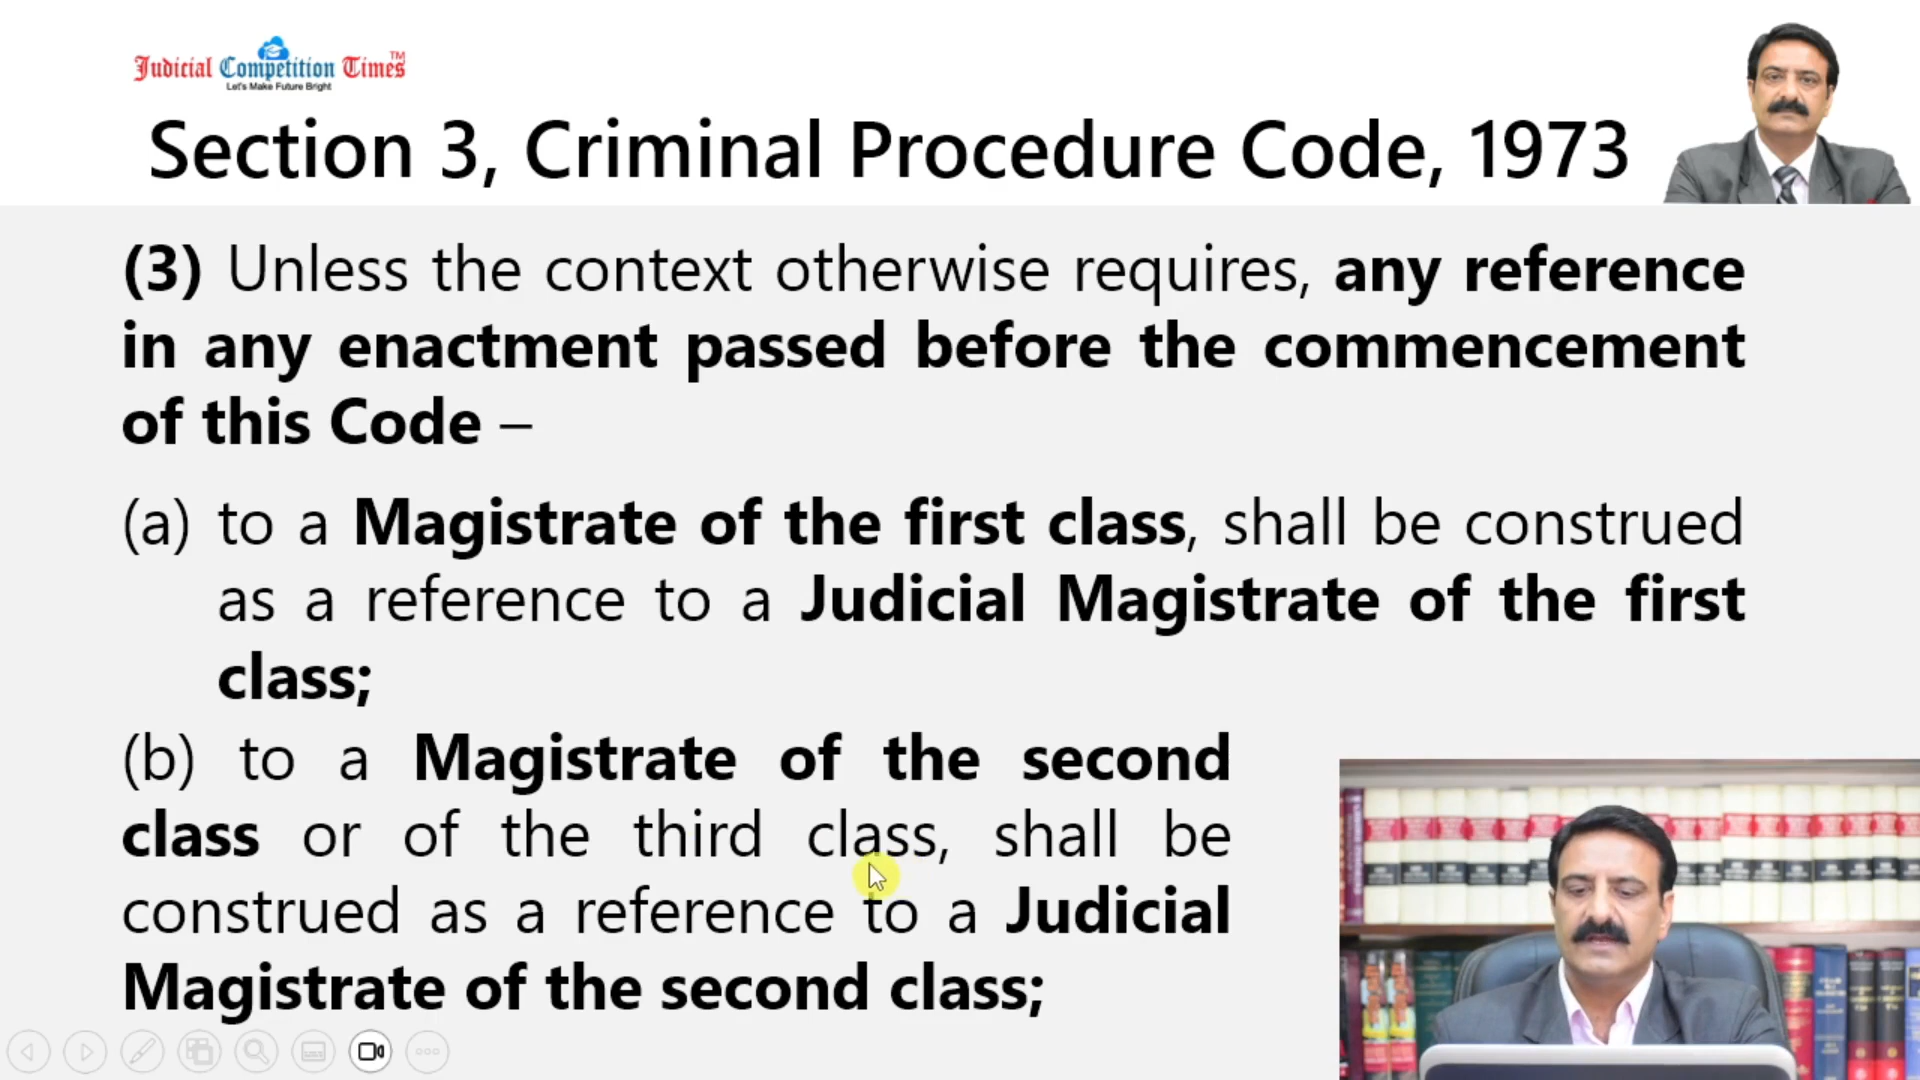 Judicial Competition Times™
Let's Make Future Bright
Section 3, Criminal Procedure Code, 1973
(3) Unless the context otherwise requires, any reference
in any enactment passed before the commencement
of this Code –
(a) to a Magistrate of the first class, shall be construed
as a reference to a Judicial Magistrate of the first
class;
(b) to a Magistrate of the second
class or of the third class, shall be
construed as a reference to a Judicial
Magistrate of the second class;